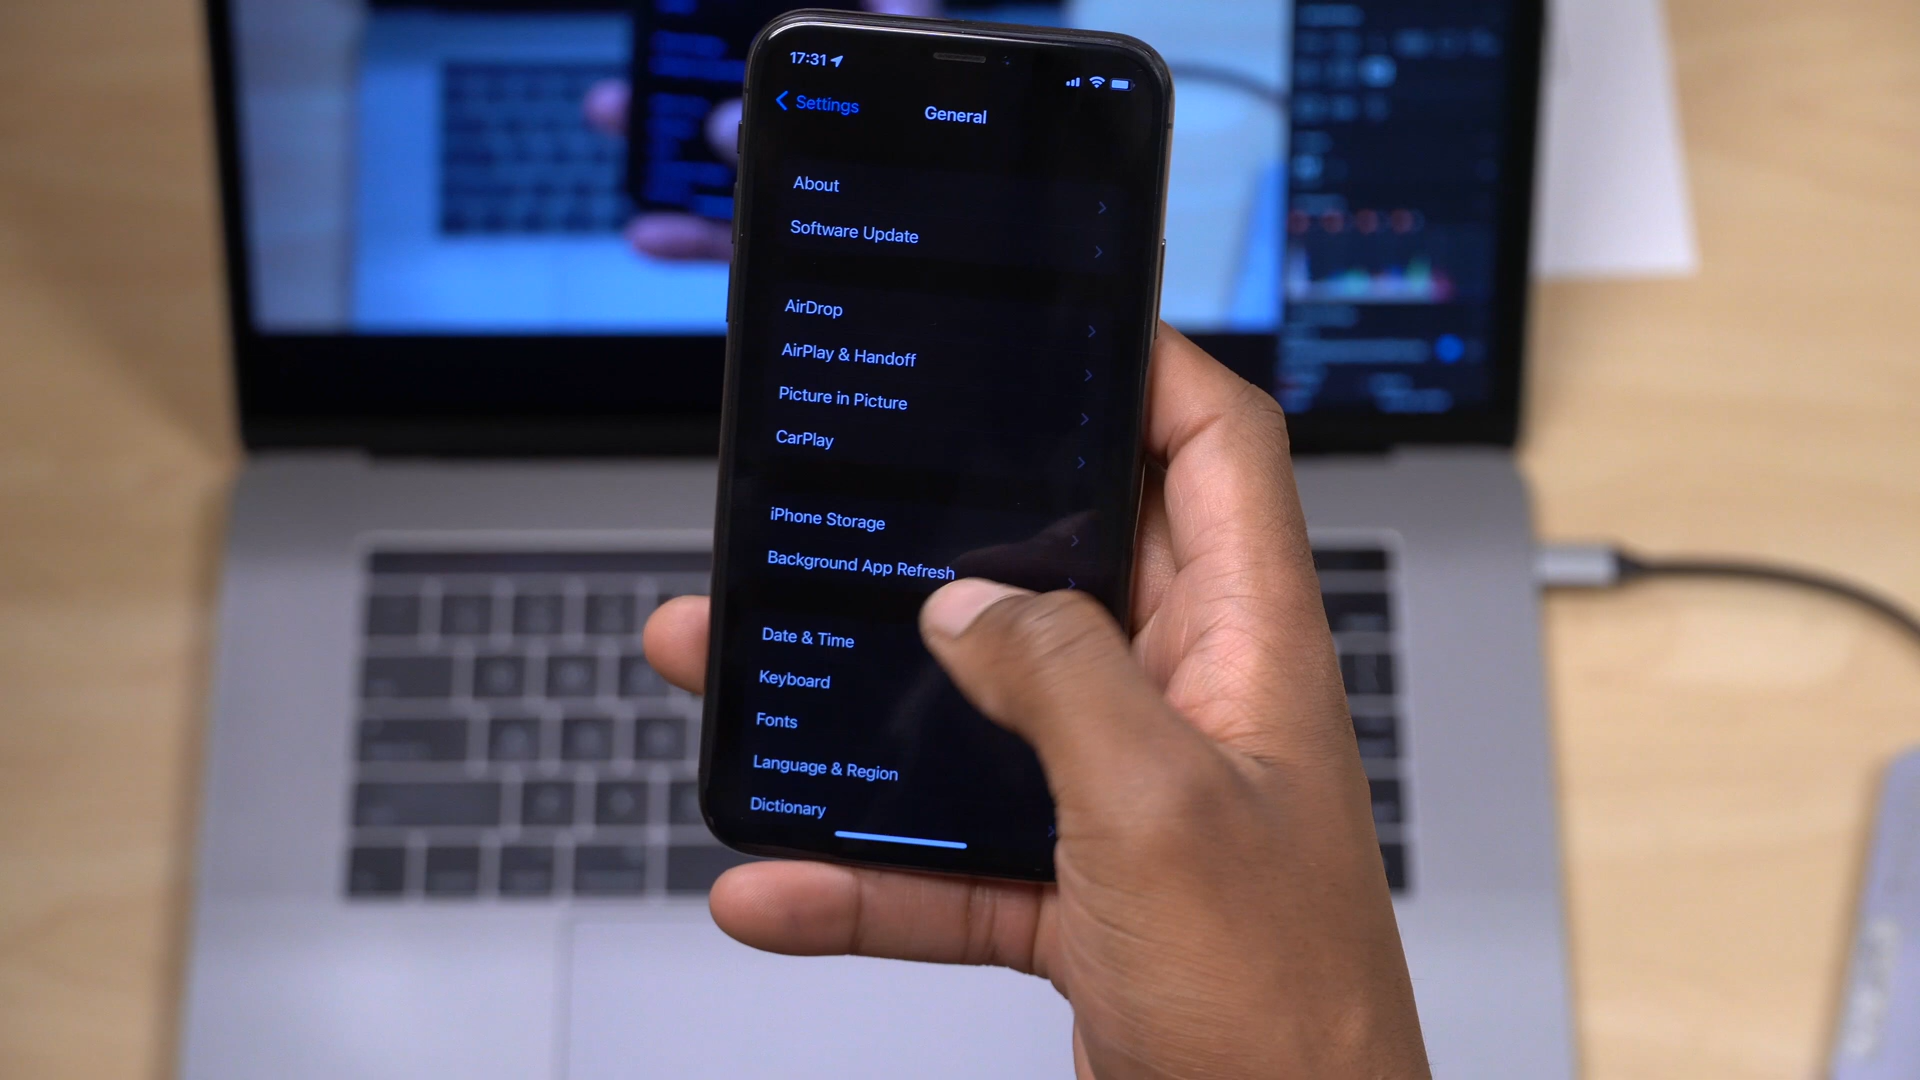 17:31
Settings
General
About
Software Update
AirDrop
AirPlay & Handoff
Picture in Picture
CarPlay
iPhone Storage
Background App Refresh
Date & Time
Keyboard
Fonts
Language & Region
Dictionary